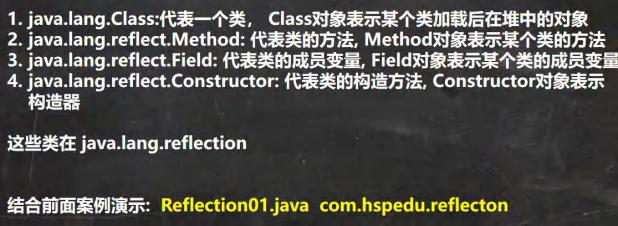 1. java.lang.Class:代表一个类， Class对象表示某个类加载后在堆中的对象
2. java.lang.reflect.Method: 代表类的方法, Method对象表示某个类的方法
3. java.lang.reflect.Field: 代表类的成员变量, Field对象表示某个类的成员变量
4. java.lang.reflect.Constructor: 代表类的构造方法, Constructor对象表示
构造器
这些类在 java.lang.reflection
结合前面案例演示: Reflection01.java com.hspedu.reflecton